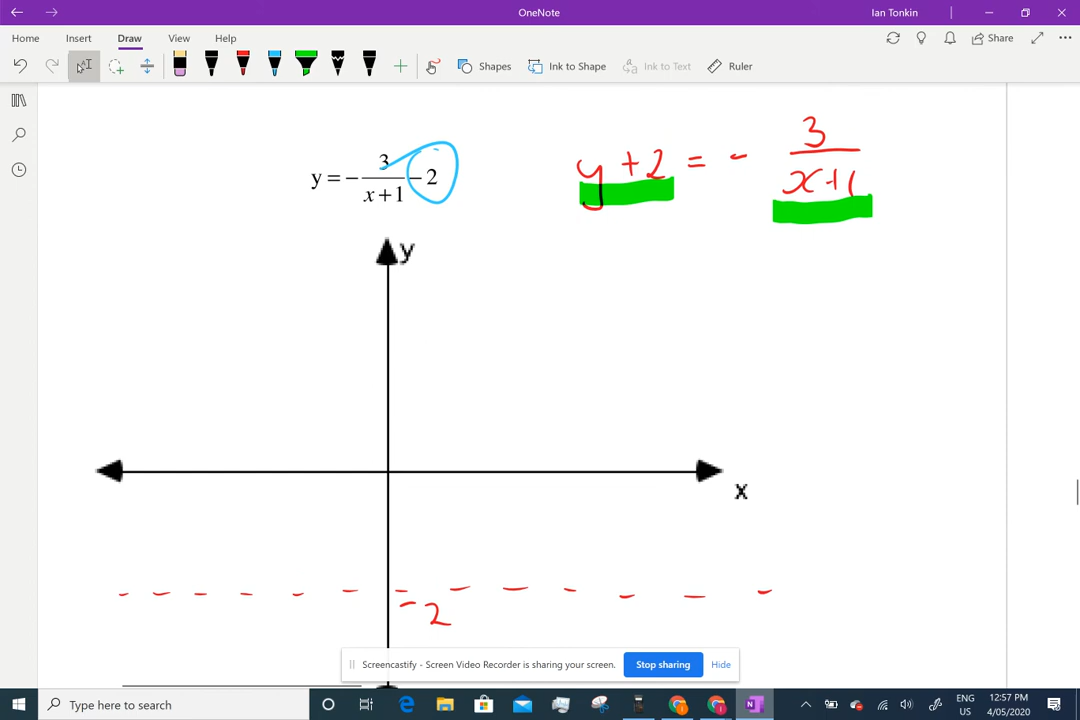 OneNote
Ian Tonkin
Home Insert Draw View Help
Share
Shapes Ink to Shape Ink to Text Ruler
y = − 3/(x+1) − 2
y + 2 = − 3/(x+1)
y
x
-2
Screencastify - Screen Video Recorder is sharing your screen. Stop sharing Hide
Type here to search
ENG US
12:57 PM
4/05/2020